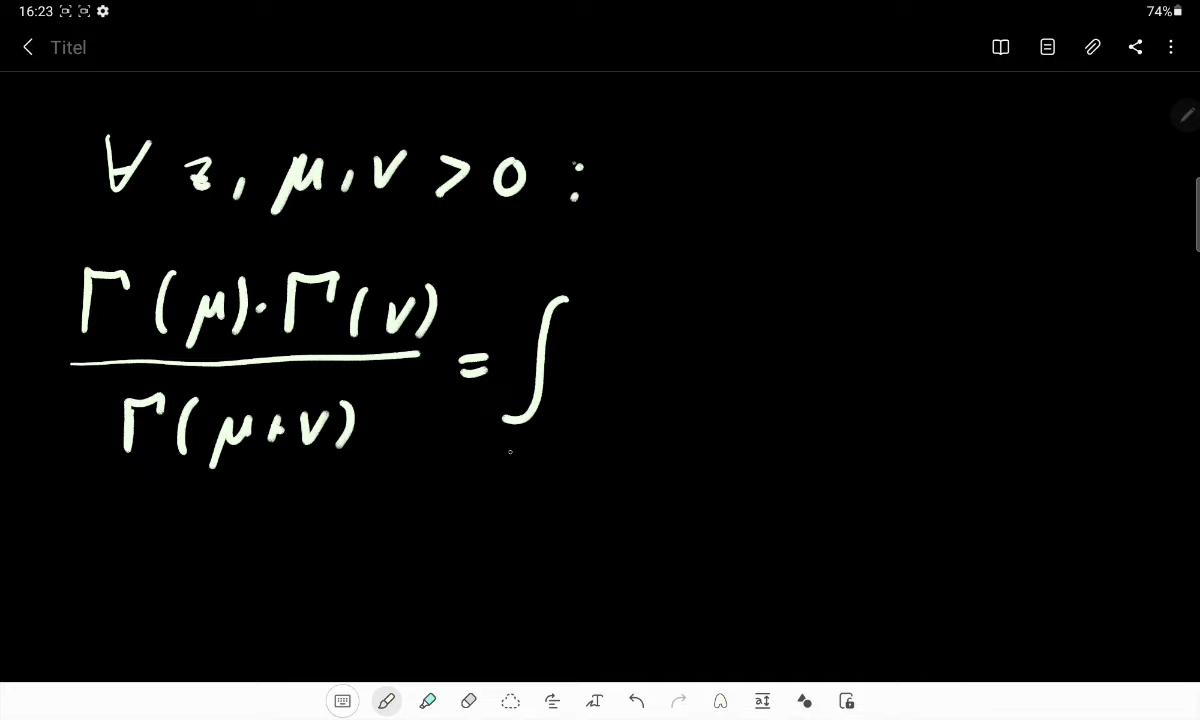 16:23 74%
Titel
∀ z, μ, ν > 0 :
Γ(μ)·Γ(ν)
= ∫
Γ(μ+ν)